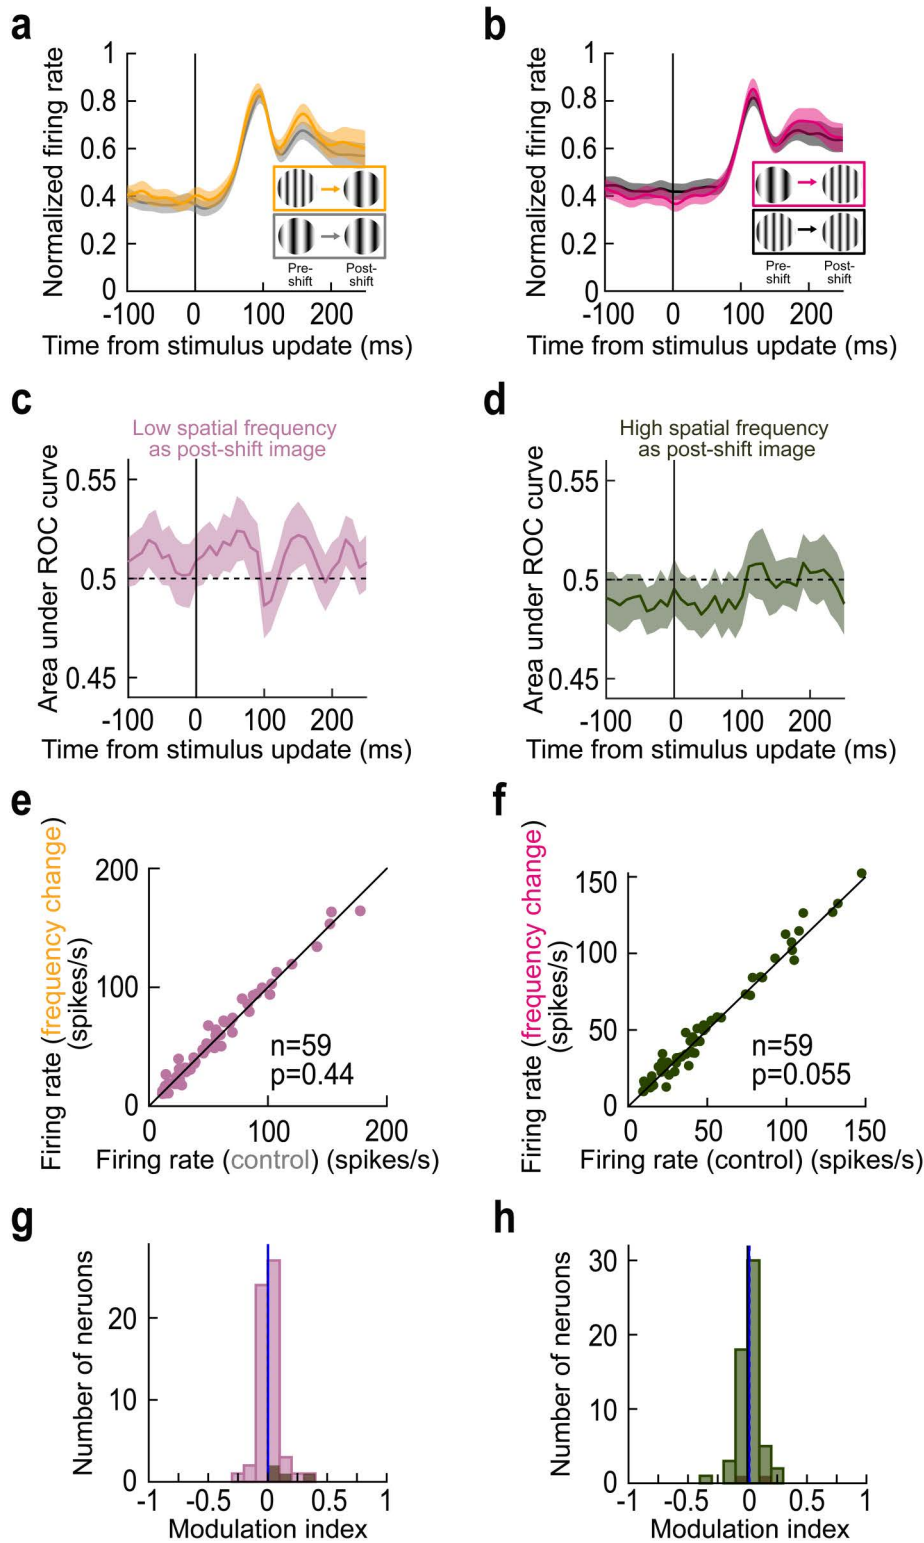 a
Normalized firing rate
1
0.8
0.6
0.4
0.2
0
-100 0 100 200
Time from stimulus update (ms)
Pre-
shift
Post-
shift
b
Normalized firing rate
1
0.8
0.6
0.4
0.2
0
-100 0 100 200
Time from stimulus update (ms)
Pre-
shift
Post-
shift
c
Low spatial frequency
as post-shift image
Area under ROC curve
0.55
0.5
0.45
-100 0 100 200
Time from stimulus update (ms)
d
High spatial frequency
as post-shift image
Area under ROC curve
0.55
0.5
0.45
-100 0 100 200
Time from stimulus update (ms)
e
Firing rate (frequency change)
(spikes/s)
200
100
0
n=59
p=0.44
0 100 200
Firing rate (control) (spikes/s)
f
Firing rate (frequency change)
(spikes/s)
150
100
50
0
n=59
p=0.055
0 50 100 150
Firing rate (control) (spikes/s)
g
Number of neruons
20
10
0
-1 -0.5 0 0.5 1
Modulation index
h
Number of neruons
30
20
10
0
-1 -0.5 0 0.5 1
Modulation index